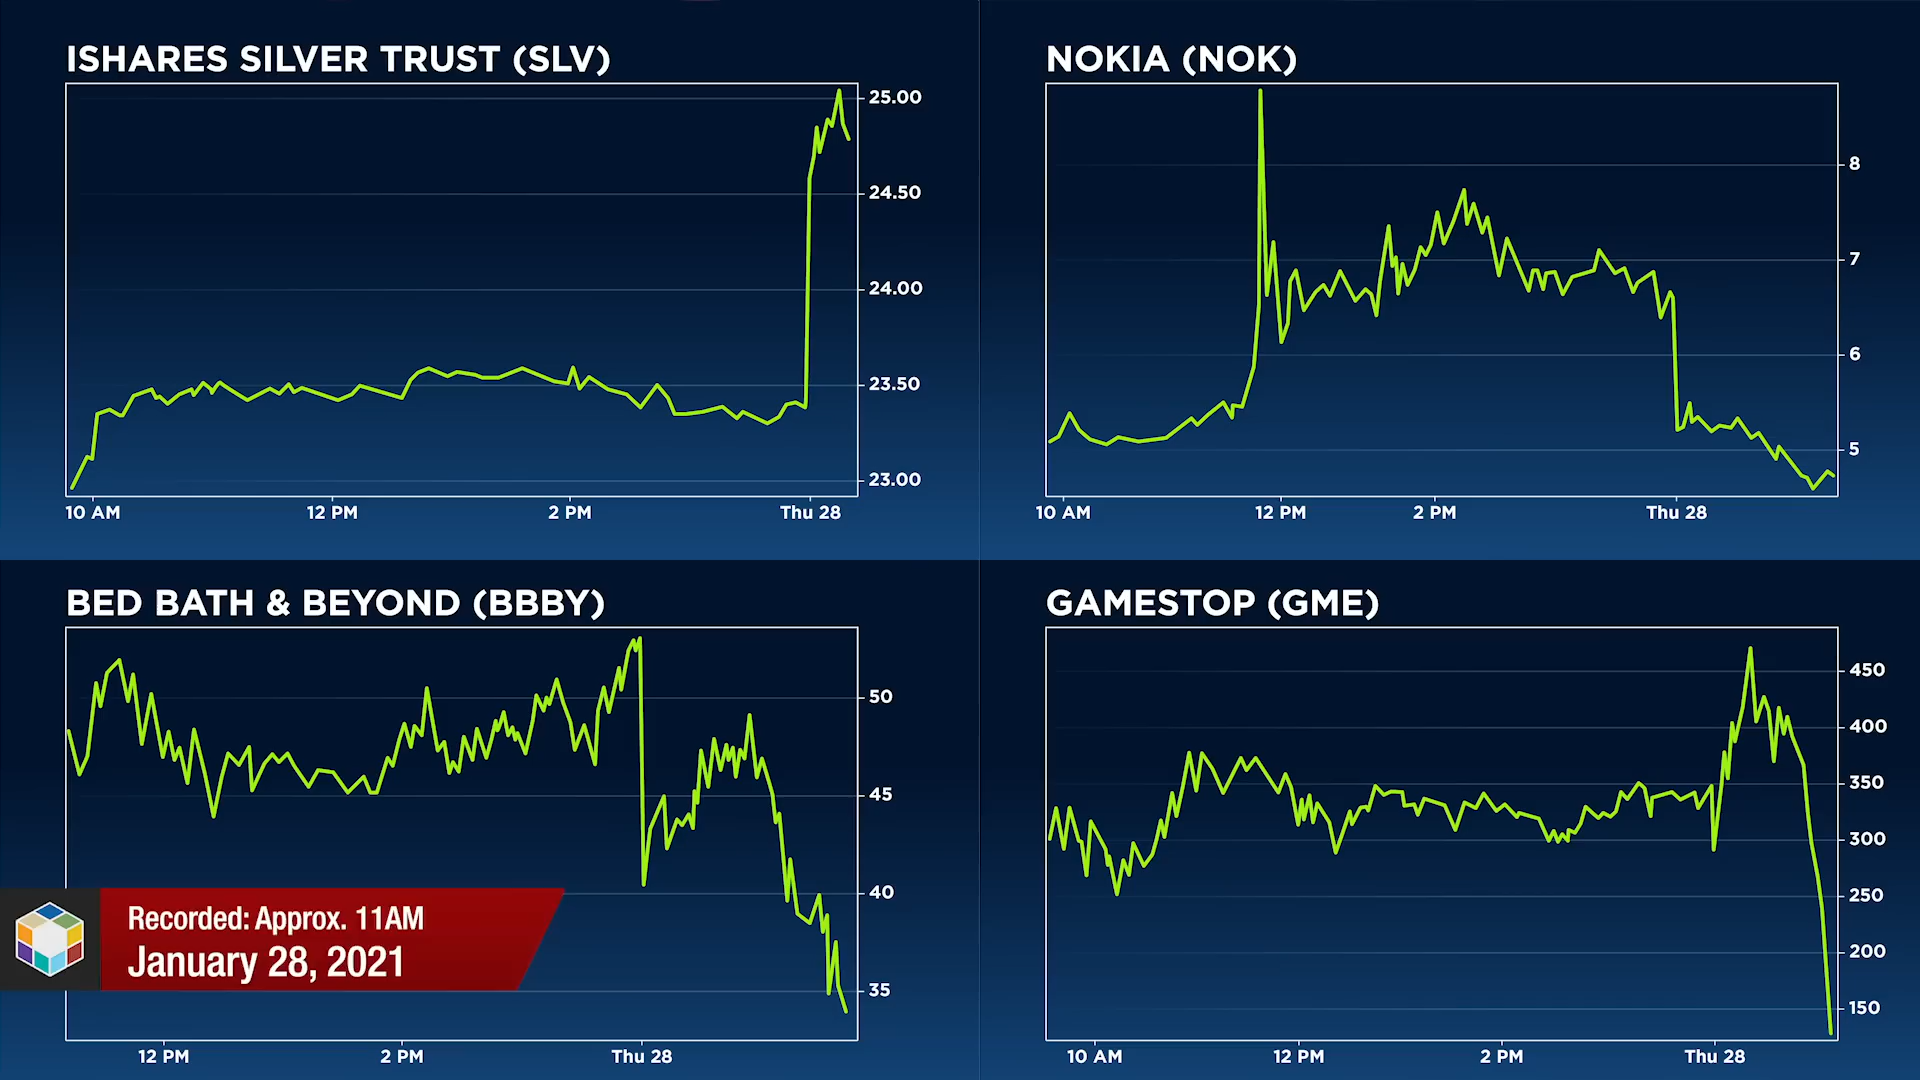 ISHARES SILVER TRUST (SLV)
25.00
24.50
24.00
23.50
23.00
10 AM 12 PM 2 PM Thu 28
NOKIA (NOK)
8
7
6
5
10 AM 12 PM 2 PM Thu 28
BED BATH & BEYOND (BBBY)
50
45
40
35
12 PM 2 PM Thu 28
Recorded: Approx. 11AM
January 28, 2021
GAMESTOP (GME)
450
400
350
300
250
200
150
10 AM 12 PM 2 PM Thu 28